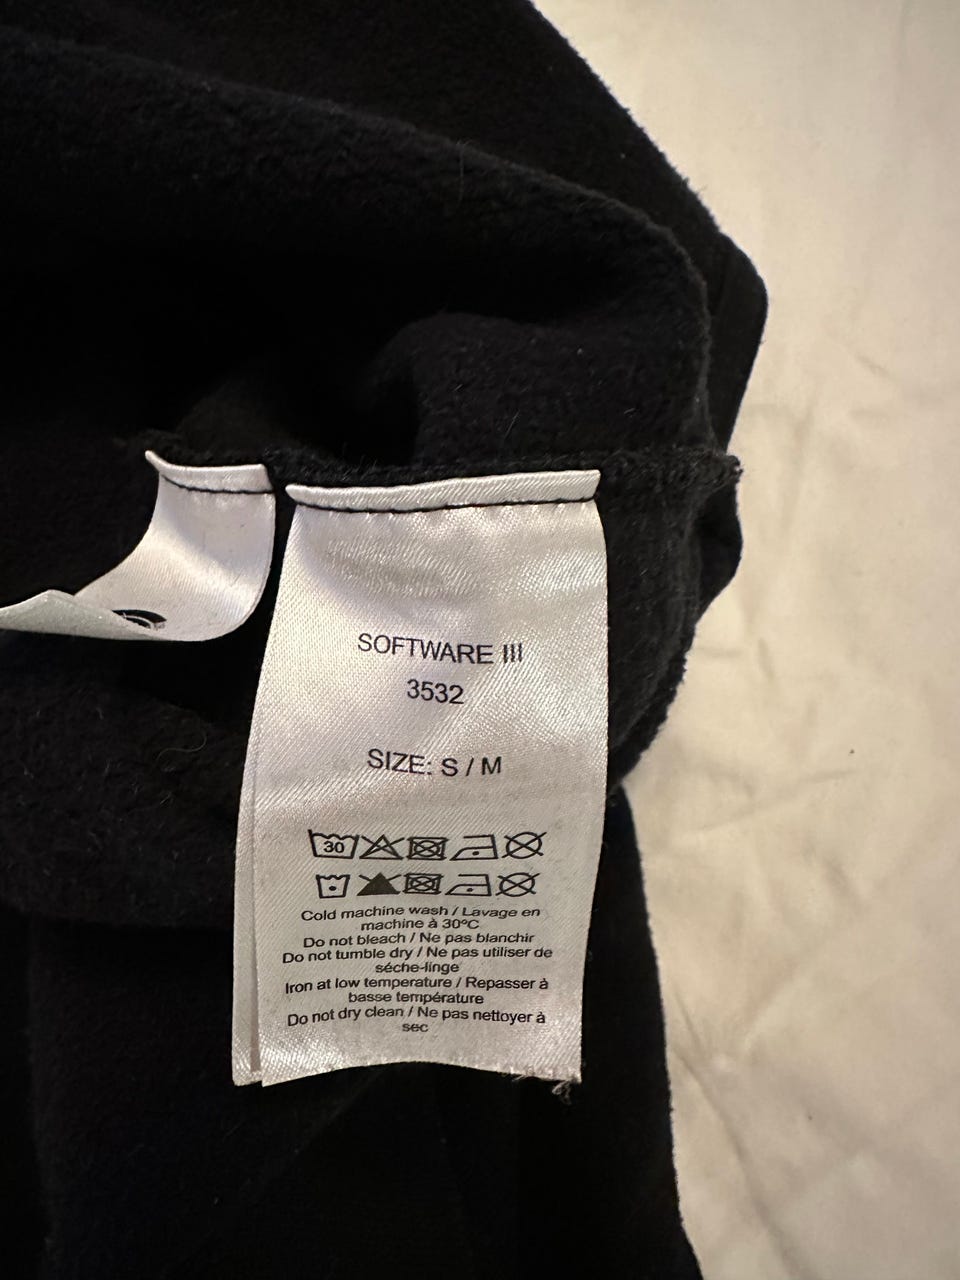 SOFTWARE III
3532
SIZE: S / M
30
Cold machine wash / Lavage en
machine à 30ºC
Do not bleach / Ne pas blanchir
Do not tumble dry / Ne pas utiliser de
séche-linge
Iron at low temperature / Repasser à
basse température
Do not dry clean / Ne pas nettoyer à
sec